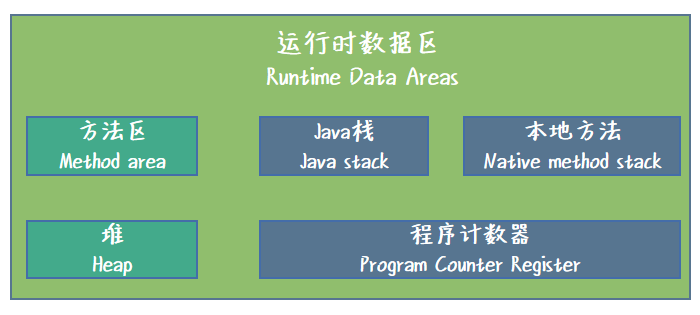 运行时数据区
Runtime Data Areas
方法区
Method area
Java栈
Java stack
本地方法
Native method stack
堆
Heap
程序计数器
Program Counter Register